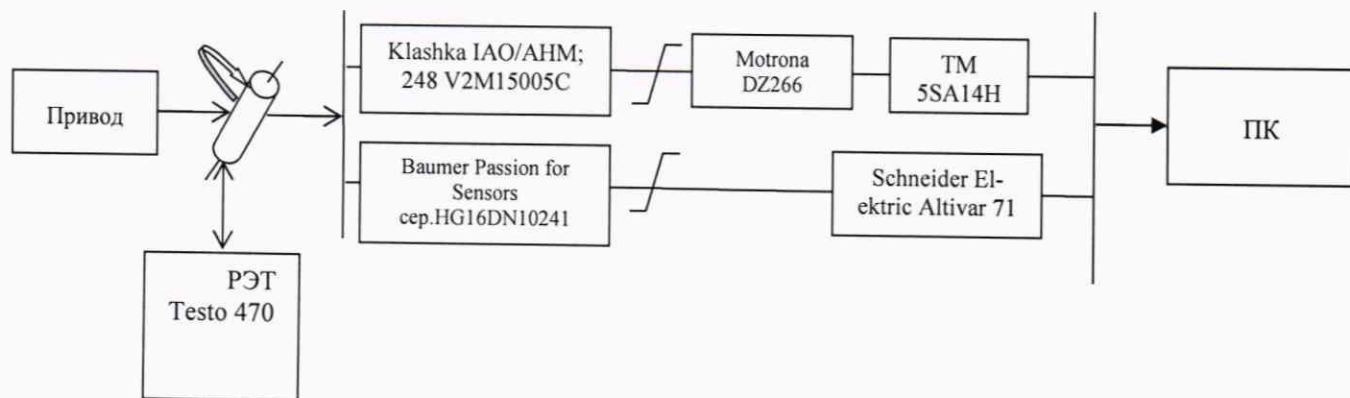 Привод
Klashka IAO/AHM;
248 V2M15005C
Motrona
DZ266
TM
5SA14H
ПК
Baumer Passion for
Sensors
сер.HG16DN10241
Schneider El-
ektric Altivar 71
РЭТ
Testo 470